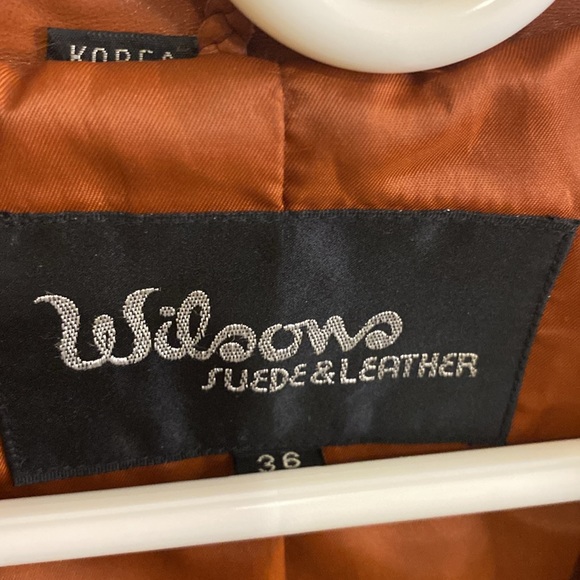 KOREA
Wilsons
SUEDE & LEATHER
36